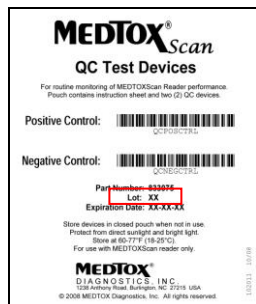 MEDTOX® Scan
QC Test Devices
For routine monitoring of MEDTOXScan Reader performance.
Pouch contains instruction sheet and two (2) QC devices.
Positive Control:
QCPOSCTRL
Negative Control:
QCNEGCTRL
Part Number: 833075
Lot: XX
Expiration Date: XX-XX-XX
Store devices in closed pouch when not in use.
Protect from direct sunlight and bright light.
Store at 60-77°F (18-25°C).
For use with MEDTOXScan reader only.
MEDTOX®
DIAGNOSTICS, INC.
1238 Anthony Road, Burlington, NC 27215 USA
© 2008 MEDTOX Diagnostics, Inc. All rights reserved.
102011 10/08